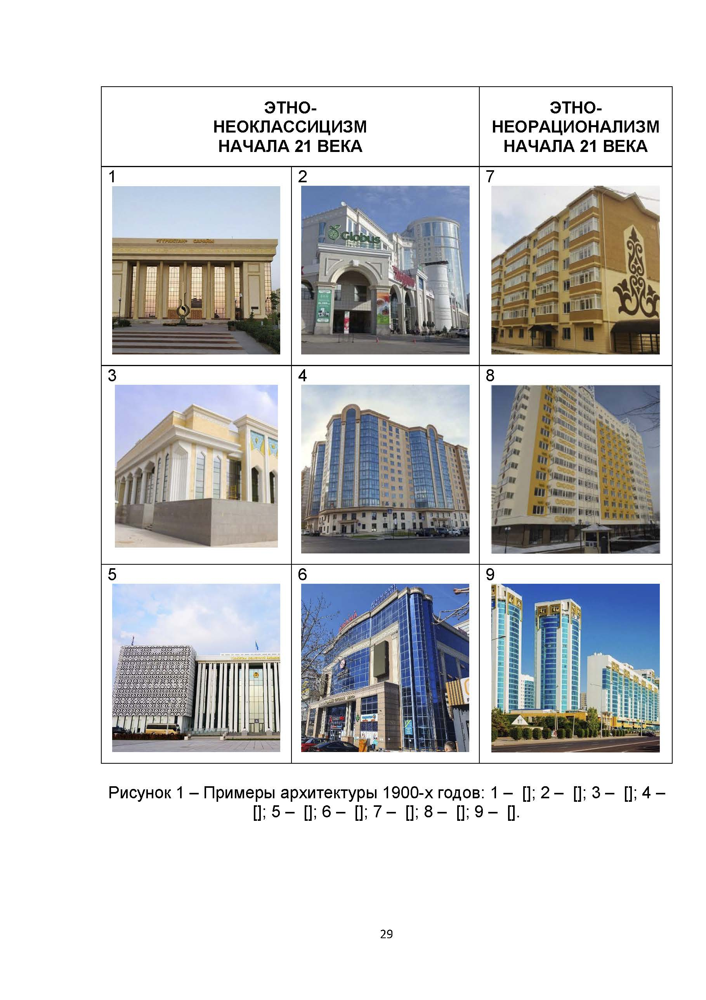 ЭТНО-
НЕОКЛАССИЦИЗМ
НАЧАЛА 21 ВЕКА
ЭТНО-
НЕОРАЦИОНАЛИЗМ
НАЧАЛА 21 ВЕКА
1
«ТҮРКІСТАН» САРАЙЫ
2
Globus
7
3
4
8
5
6
INVICTUS
FITNESS
9
Рисунок 1 – Примеры архитектуры 1900-х годов: 1 – []; 2 – []; 3 – []; 4 –
[]; 5 – []; 6 – []; 7 – []; 8 – []; 9 – [].
29